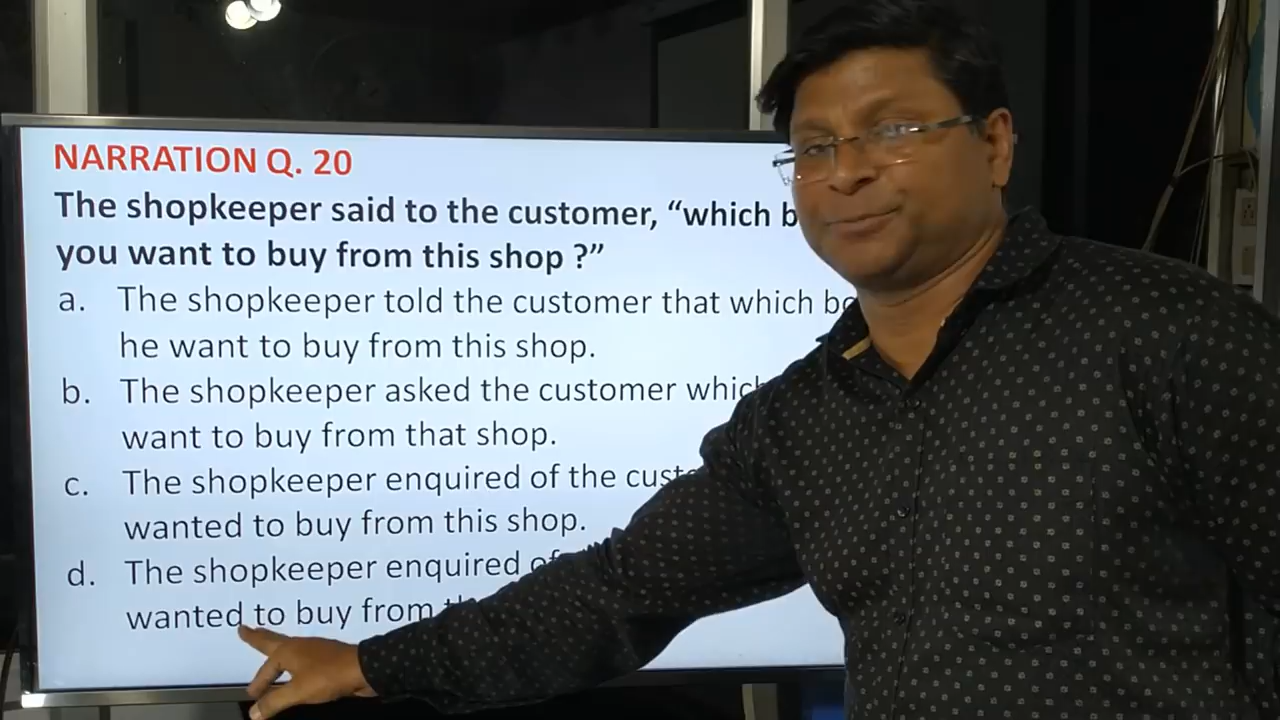 NARRATION Q. 20
The shopkeeper said to the customer, “which
you want to buy from this shop ?”
a. The shopkeeper told the customer that which
he want to buy from this shop.
b. The shopkeeper asked the customer
want to buy from that shop.
c. The shopkeeper enquired of the
wanted to buy from this shop.
d. The shopkeeper enquired
wanted to buy from